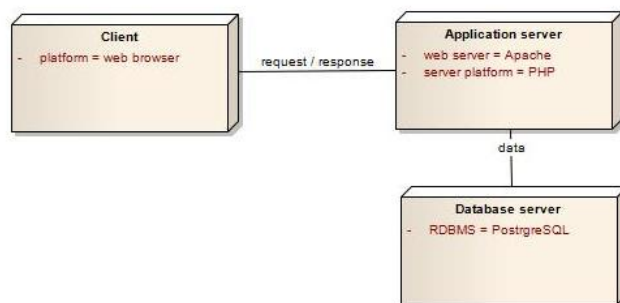 Client
- platform = web browser
request / response
Application server
- web server = Apache
- server platform = PHP
data
Database server
- RDBMS = PostrgreSQL